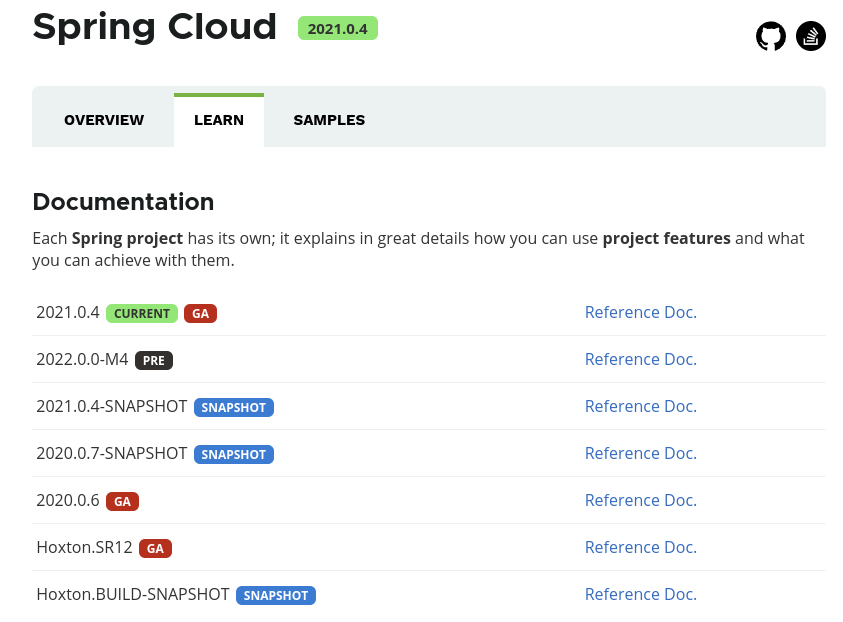 Spring Cloud 2021.0.4
OVERVIEW LEARN SAMPLES
Documentation
Each Spring project has its own; it explains in great details how you can use project features and what
you can achieve with them.
2021.0.4 CURRENT GA Reference Doc.
2022.0.0-M4 PRE Reference Doc.
2021.0.4-SNAPSHOT SNAPSHOT Reference Doc.
2020.0.7-SNAPSHOT SNAPSHOT Reference Doc.
2020.0.6 GA Reference Doc.
Hoxton.SR12 GA Reference Doc.
Hoxton.BUILD-SNAPSHOT SNAPSHOT Reference Doc.